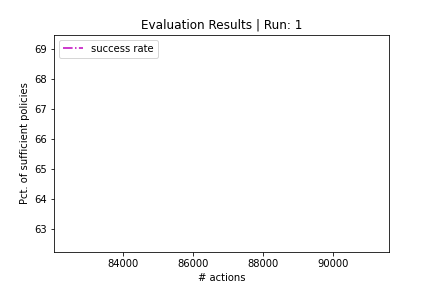 Evaluation Results | Run: 1
success rate
Pct. of sufficient policies
69
68
67
66
65
64
63
84000 86000 88000 90000
# actions